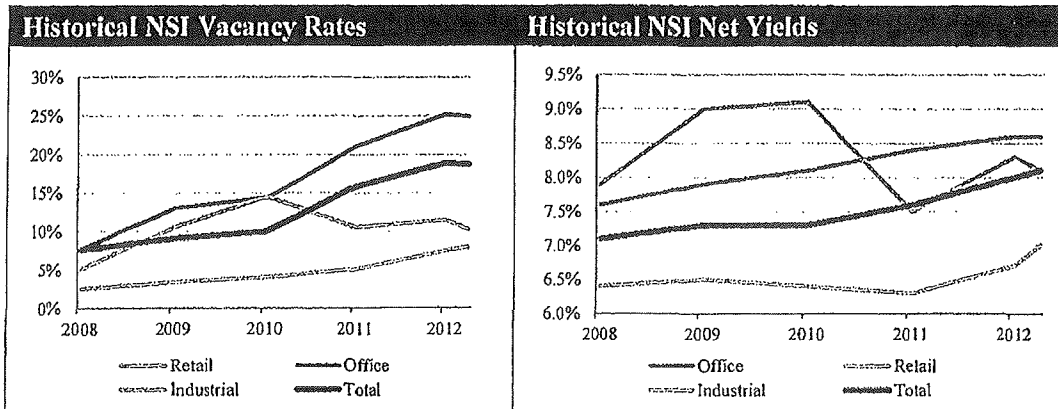 Historical NSI Vacancy Rates
30%
25%
20%
15%
10%
5%
0%
2008 2009 2010 2011 2012
Retail Office
Industrial Total
Historical NSI Net Yields
9.5%
9.0%
8.5%
8.0%
7.5%
7.0%
6.5%
6.0%
2008 2009 2010 2011 2012
Office Retail
Industrial Total